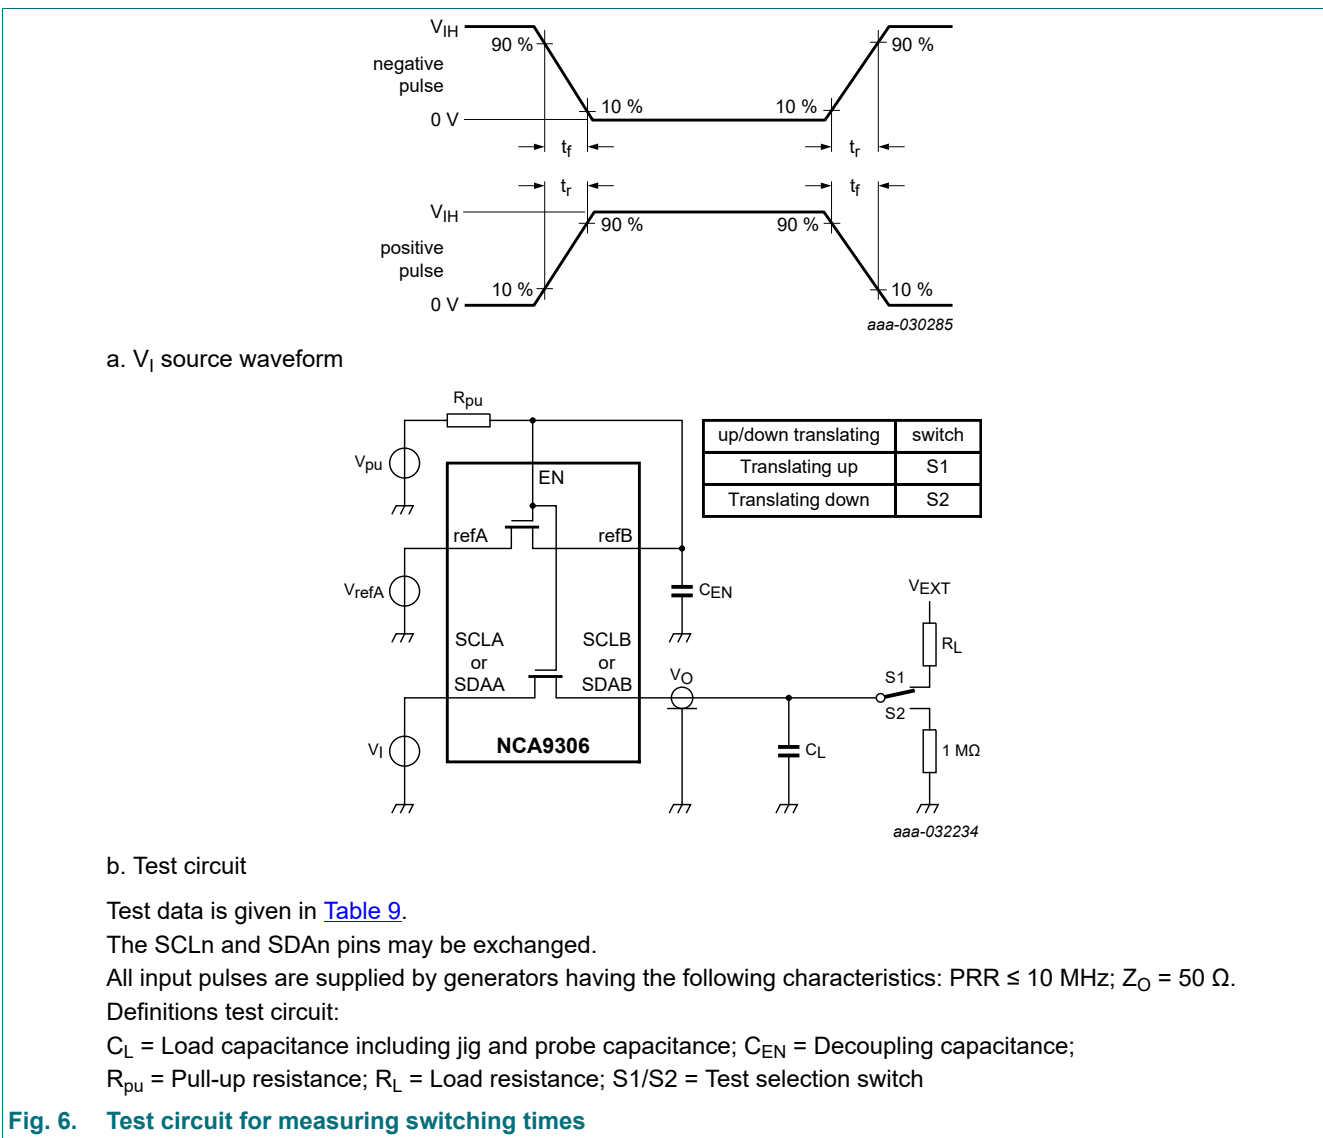 VIH
90 %
90 %
negative
pulse
10 %
10 %
0 V
tf
tr
tr
tf
VIH
90 %
90 %
positive
pulse
10 %
10 %
0 V
aaa-030285
a. VI source waveform
Rpu
up/down translating switch
Translating up S1
Translating down S2
Vpu
EN
refA
refB
VrefA
CEN
VEXT
SCLA
or
SDAA
SCLB
or
SDAB
RL
VO
S1
S2
VI
NCA9306
CL
1 MΩ
aaa-032234
b. Test circuit
Test data is given in Table 9.
The SCLn and SDAn pins may be exchanged.
All input pulses are supplied by generators having the following characteristics: PRR ≤ 10 MHz; ZO = 50 Ω.
Definitions test circuit:
CL = Load capacitance including jig and probe capacitance; CEN = Decoupling capacitance;
Rpu = Pull-up resistance; RL = Load resistance; S1/S2 = Test selection switch
Fig. 6. Test circuit for measuring switching times